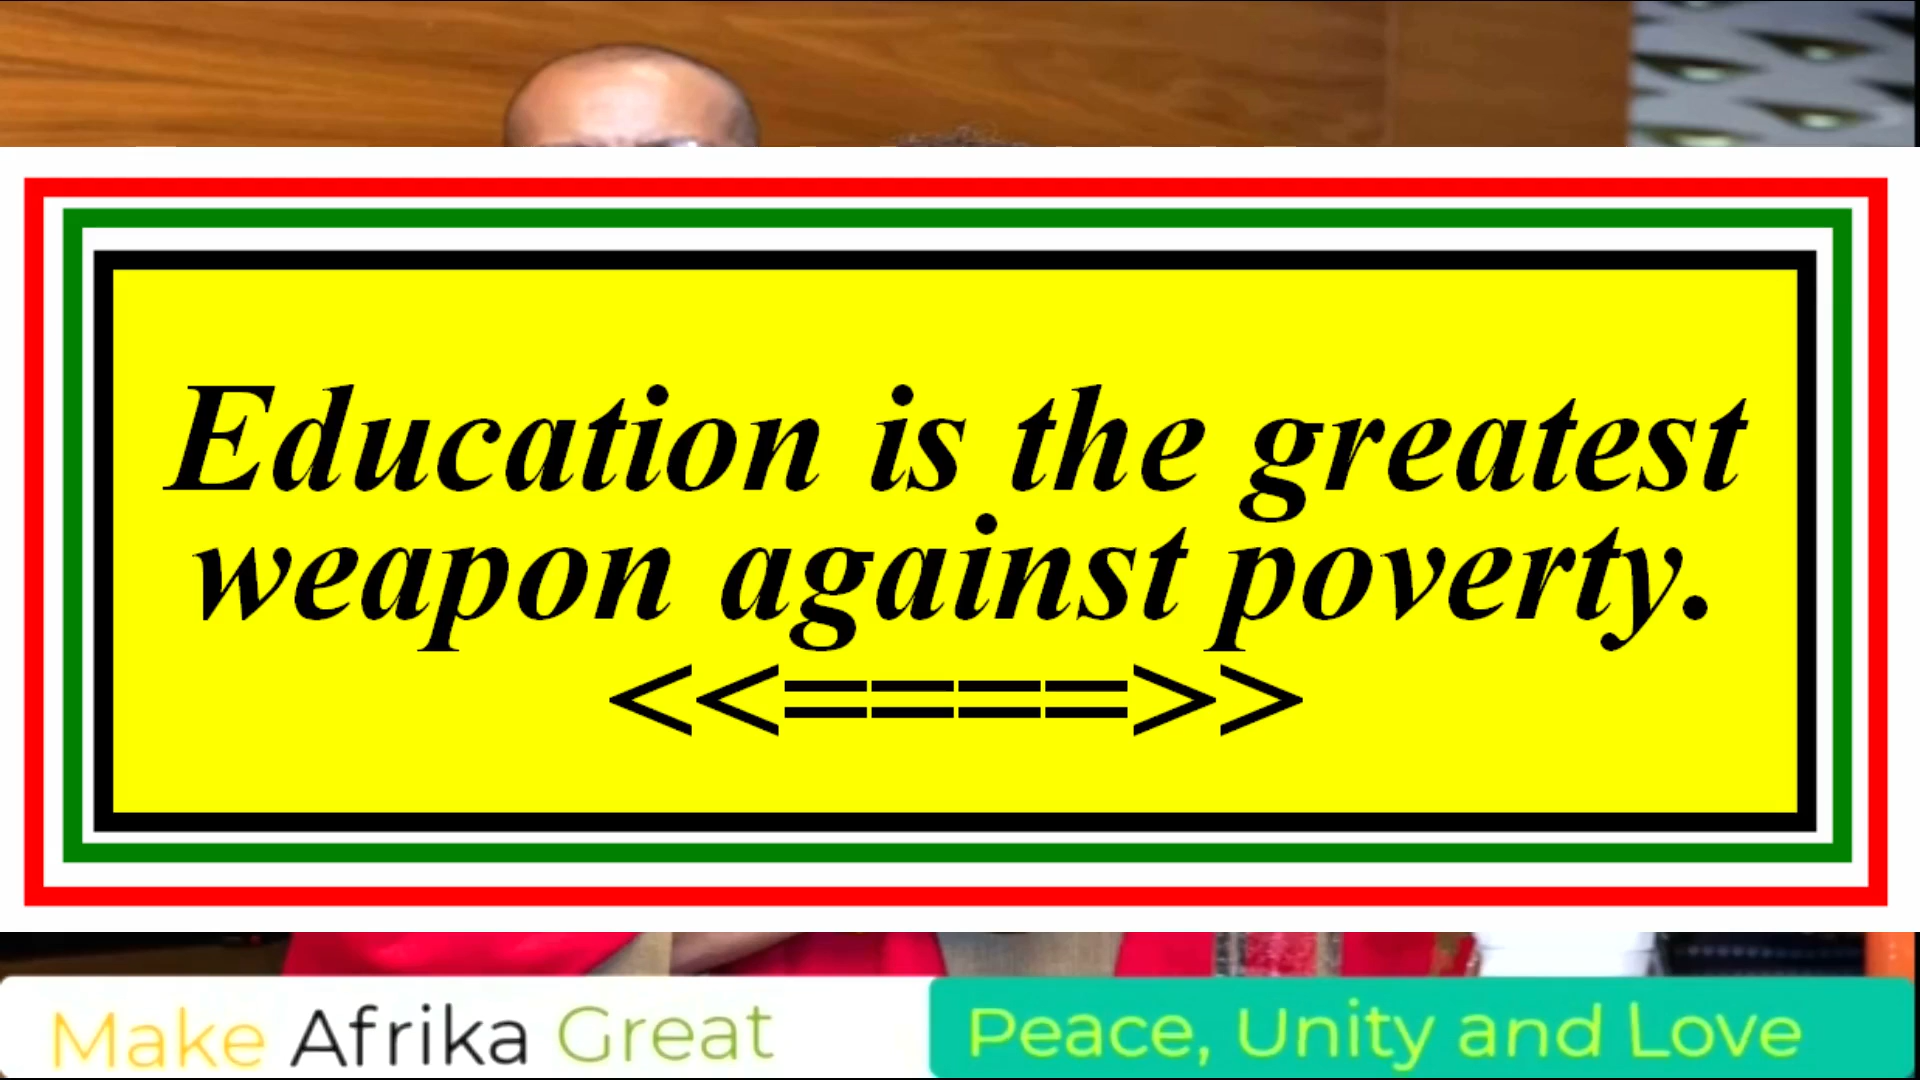 Education is the greatest
weapon against poverty.
<<====>>
Make Afrika Great
Peace, Unity and Love